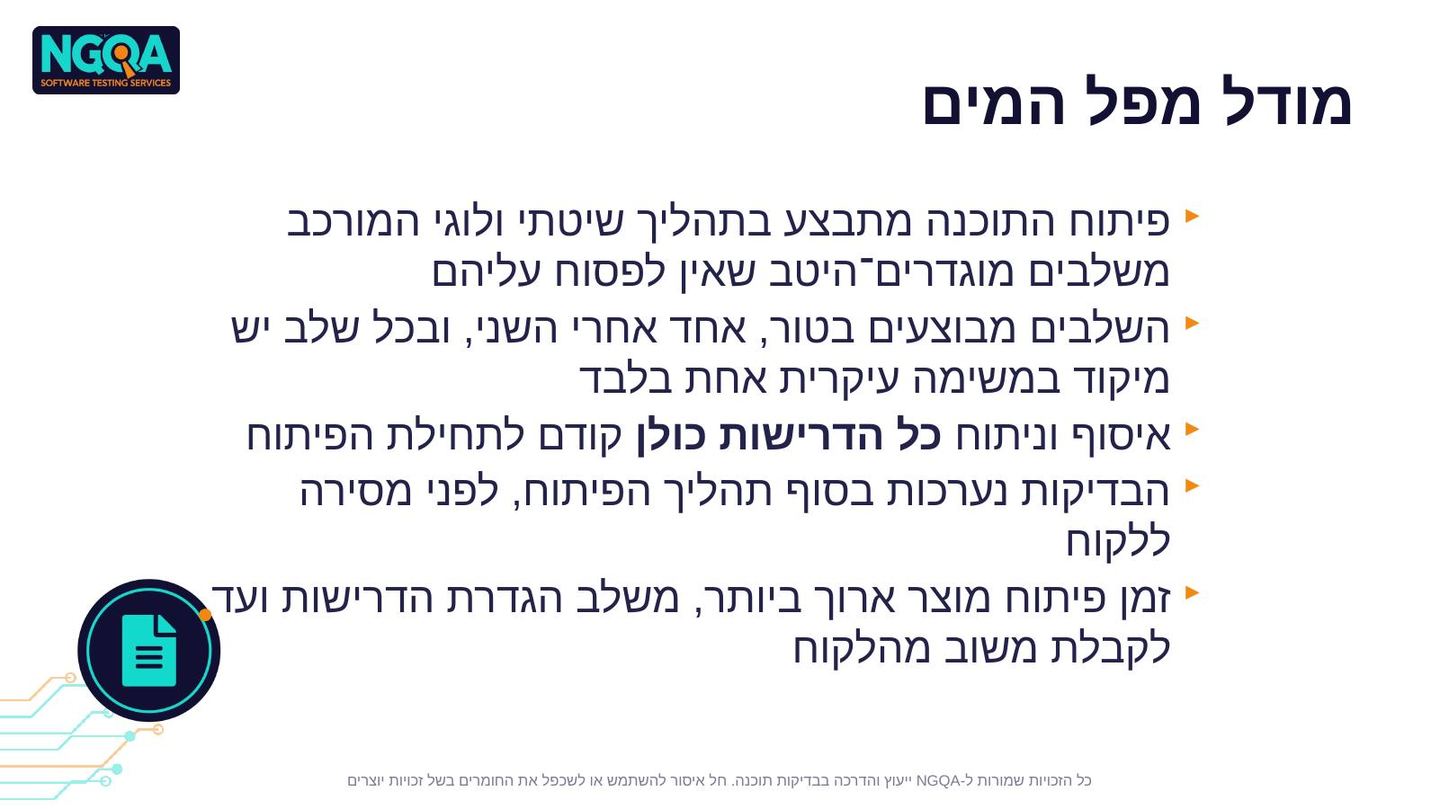 NGQA
SOFTWARE TESTING SERVICES
מודל מפל המים
פיתוח התוכנה מתבצע בתהליך שיטתי ולוגי המורכב
משלבים מוגדרים־היטב שאין לפסוח עליהם
השלבים מבוצעים בטור, אחד אחרי השני, ובכל שלב יש
מיקוד במשימה עיקרית אחת בלבד
איסוף וניתוח כל הדרישות כולן קודם לתחילת הפיתוח
הבדיקות נערכות בסוף תהליך הפיתוח, לפני מסירה
ללקוח
זמן פיתוח מוצר ארוך ביותר, משלב הגדרת הדרישות ועד
לקבלת משוב מהלקוח
כל הזכויות שמורות ל-NGQA ייעוץ והדרכה בבדיקות תוכנה. חל איסור להשתמש או לשכפל את החומרים בשל זכויות יוצרים